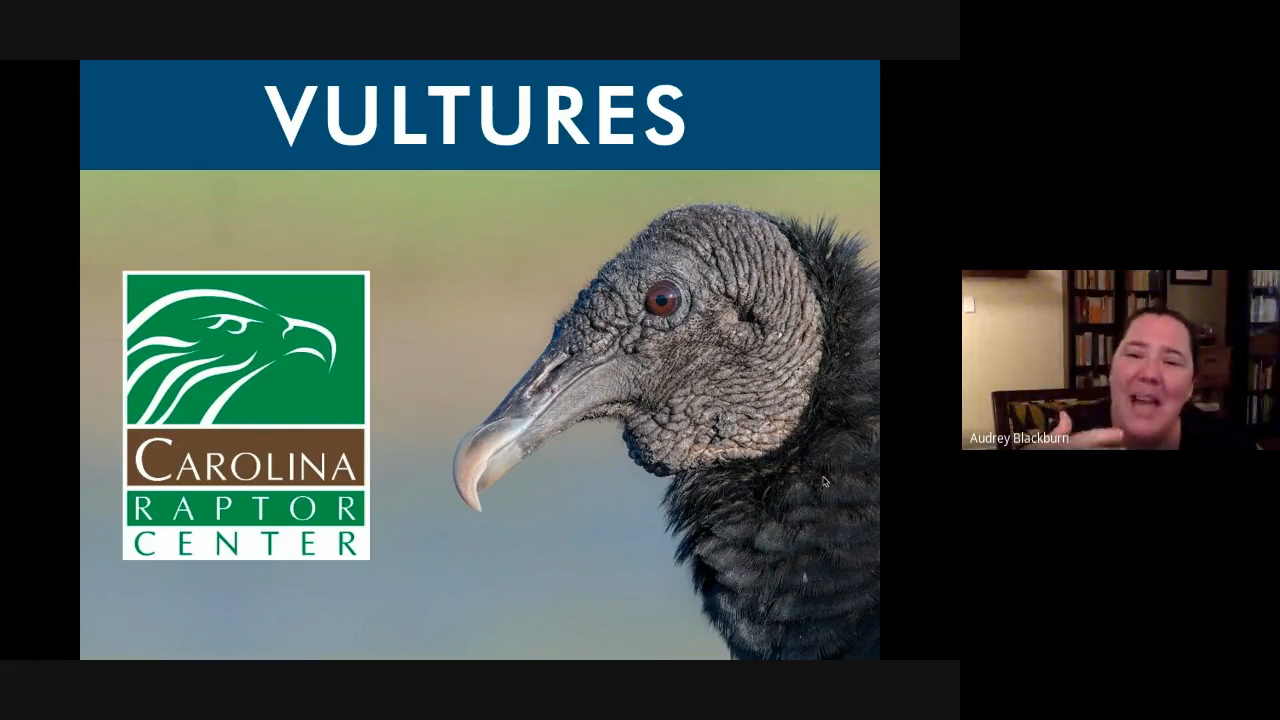 VULTURES
CAROLINA
RAPTOR
CENTER
Audrey Blackburn